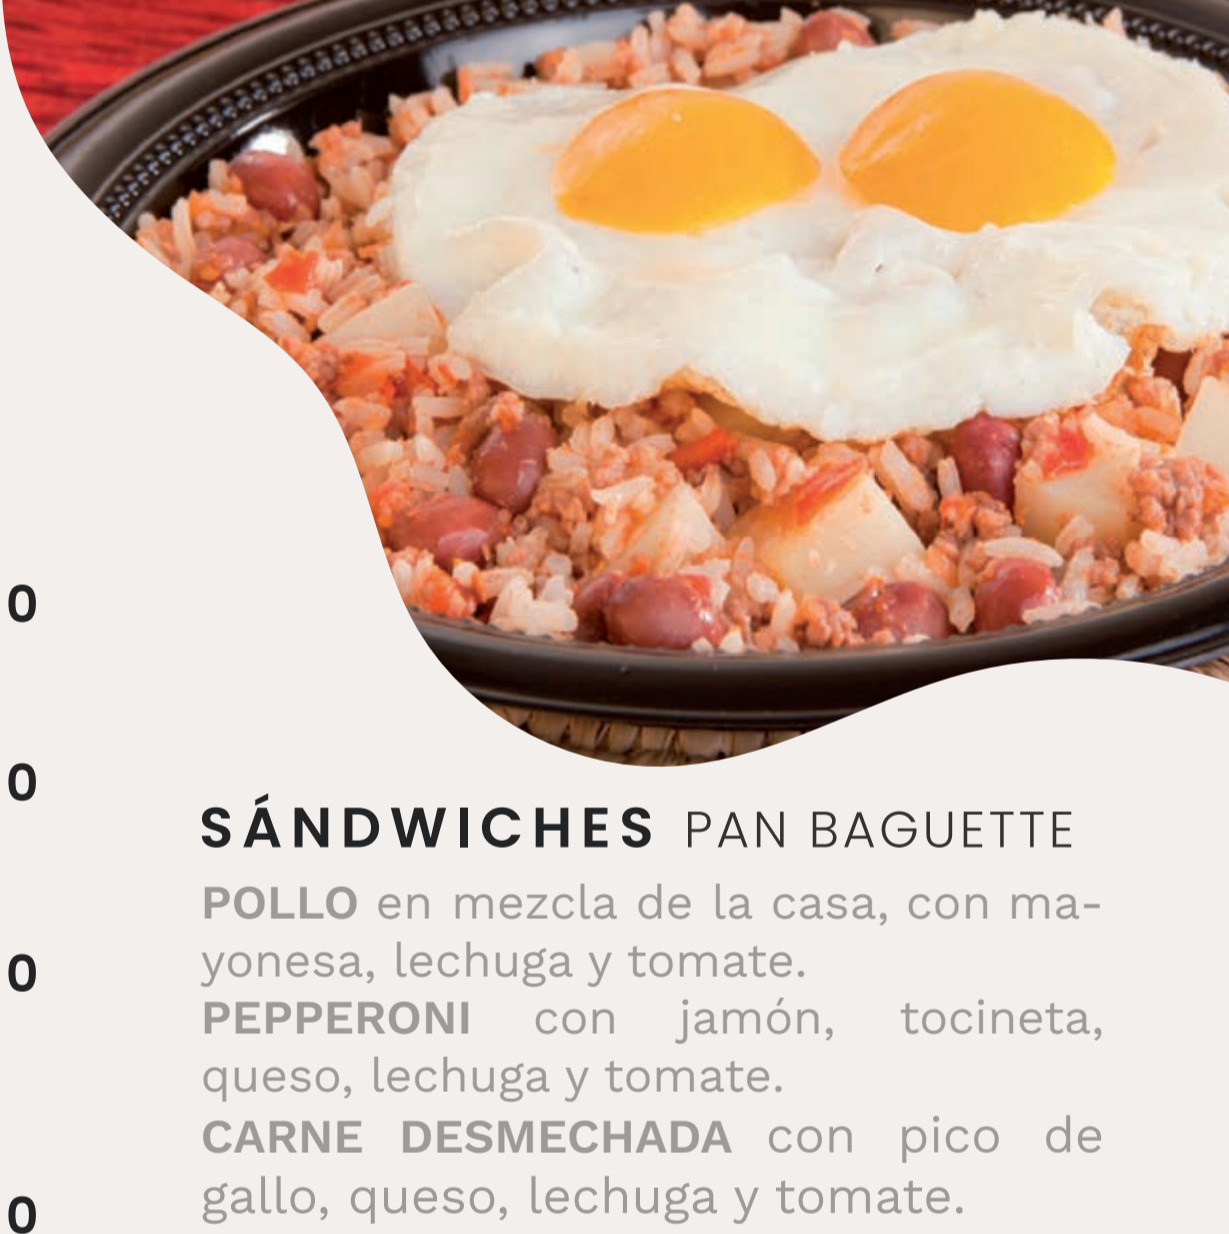 0
0
0
0
SÁNDWICHES PAN BAGUETTE
POLLO en mezcla de la casa, con ma-
yonesa, lechuga y tomate.
PEPPERONI con jamón, tocineta,
queso, lechuga y tomate.
CARNE DESMECHADA con pico de
gallo, queso, lechuga y tomate.